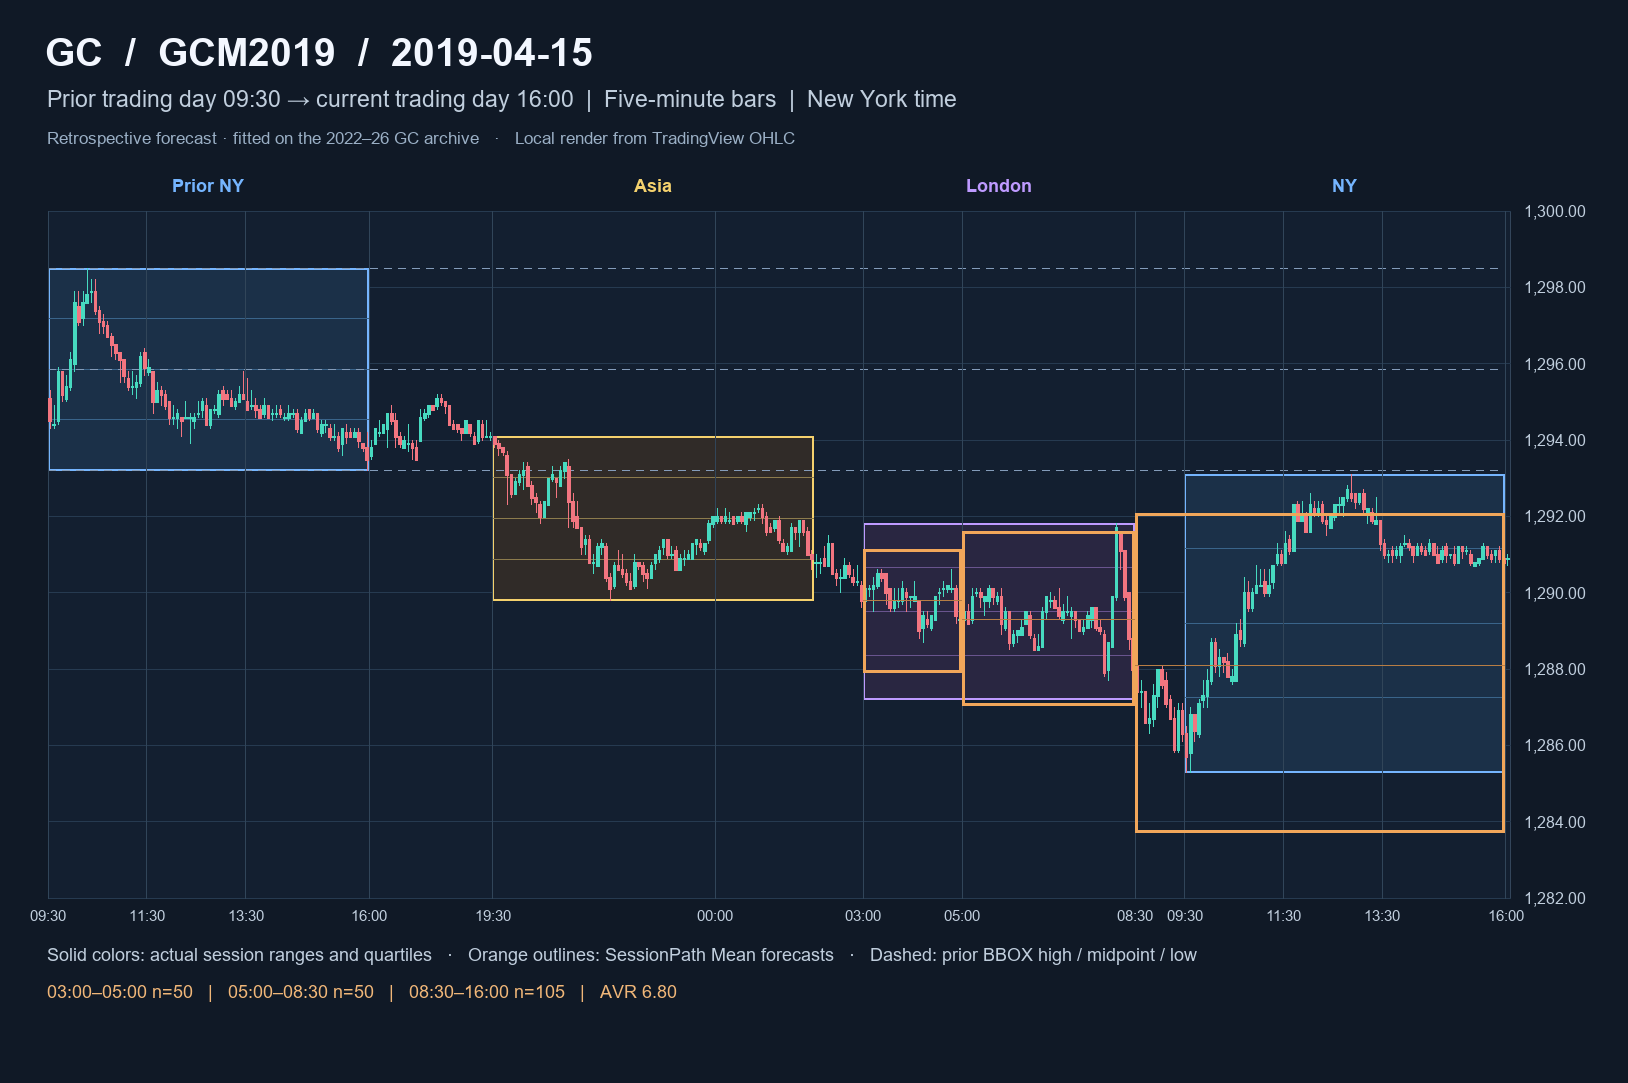 GC / GCM2019 / 2019-04-15
Prior trading day 09:30 → current trading day 16:00 | Five-minute bars | New York time
Retrospective forecast · fitted on the 2022–26 GC archive · Local render from TradingView OHLC
Prior NY Asia London NY
1,300.00
1,298.00
1,296.00
1,294.00
1,292.00
1,290.00
1,288.00
1,286.00
1,284.00
1,282.00
09:30 11:30 13:30 16:00 19:30 00:00 03:00 05:00 08:30 09:30 11:30 13:30 16:00
Solid colors: actual session ranges and quartiles · Orange outlines: SessionPath Mean forecasts · Dashed: prior BBOX high / midpoint / low
03:00–05:00 n=50 | 05:00–08:30 n=50 | 08:30–16:00 n=105 | AVR 6.80